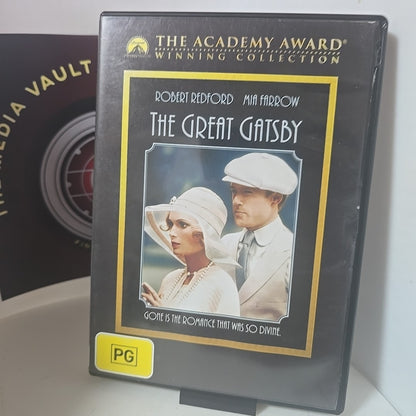 THE MEDIA VAULT
THE ACADEMY AWARD®
WINNING COLLECTION
ROBERT REDFORD MIA FARROW
THE GREAT GATSBY
GONE IS THE ROMANCE THAT WAS SO DIVINE.
PG